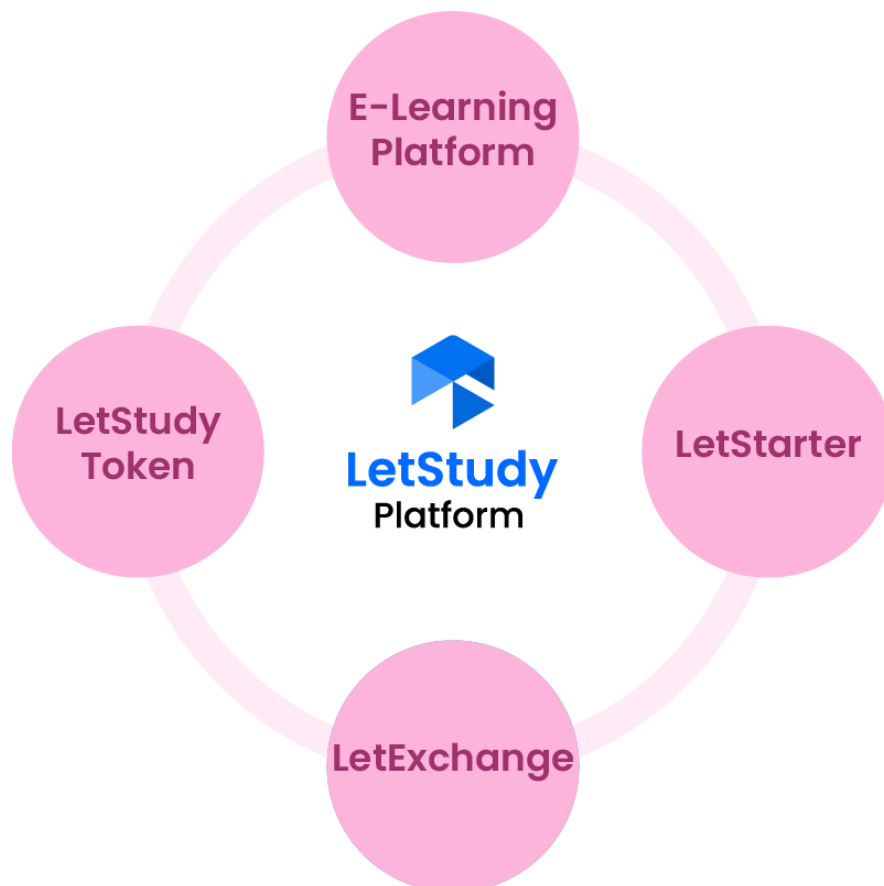 E-Learning
Platform
LetStudy
Token
LetStudy
Platform
LetStarter
LetExchange